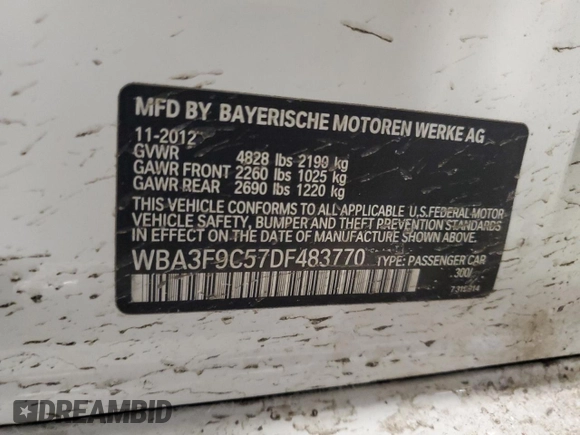 MFD BY BAYERISCHE MOTOREN WERKE AG
11-2012
GVWR 4828 lbs 2190 kg
GAWR FRONT 2260 lbs 1025 kg
GAWR REAR 2690 lbs 1220 kg
THIS VEHICLE CONFORMS TO ALL APPLICABLE U.S. FEDERAL MOTOR
VEHICLE SAFETY, BUMPER AND THEFT PREVENTION STANDARDS
IN EFFECT ON THE DATE OF MANUFACTURE SHOWN ABOVE.
WBA3F9C57DF483770 TYPE: PASSENGER CAR
300/
DREAMBID